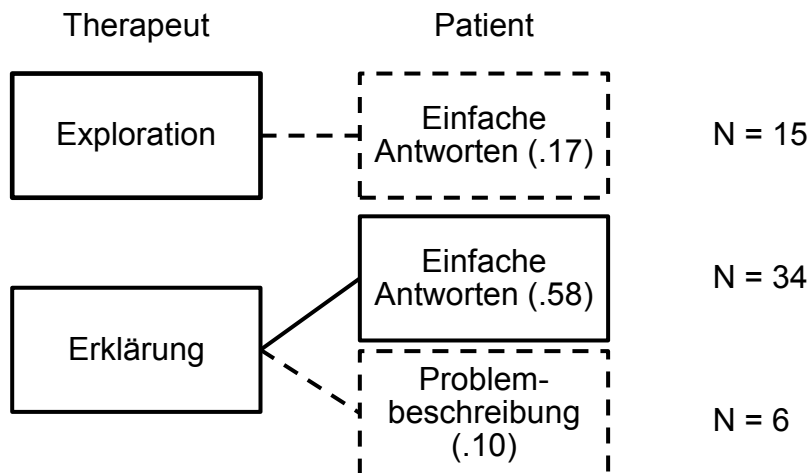 Therapeut
Patient
Exploration
Einfache
Antworten (.17)
N = 15
Erklärung
Einfache
Antworten (.58)
N = 34
Problem-
beschreibung
(.10)
N = 6